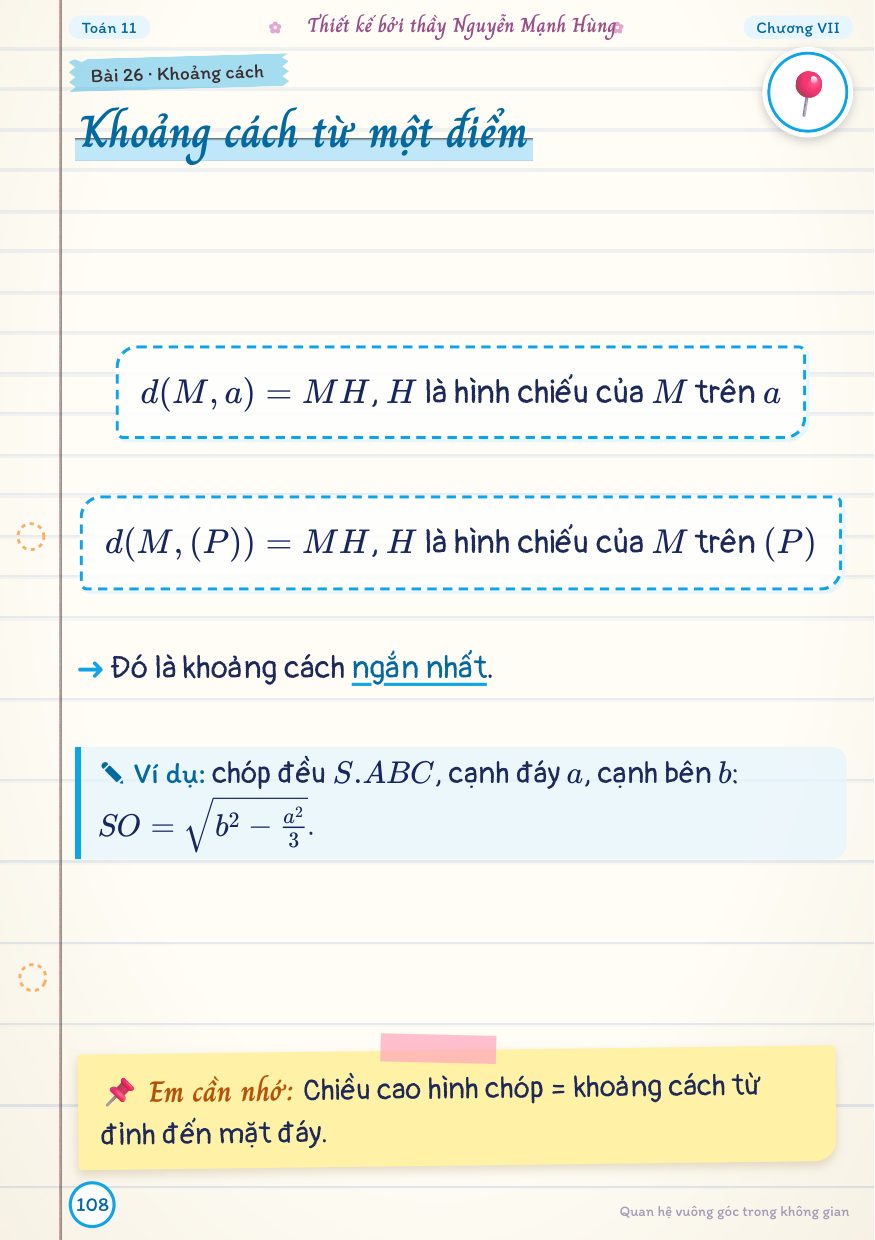 Toán 11
Thiết kế bởi thầy Nguyễn Mạnh Hùng
Chương VII
Bài 26 · Khoảng cách
Khoảng cách từ một điểm
d(M, a) = MH, H là hình chiếu của M trên a
d(M, (P)) = MH, H là hình chiếu của M trên (P)
→ Đó là khoảng cách ngắn nhất.
Ví dụ: chóp đều S.ABC, cạnh đáy a, cạnh bên b:
SO = √(b² − a²/3).
Em cần nhớ: Chiều cao hình chóp = khoảng cách từ
đỉnh đến mặt đáy.
108
Quan hệ vuông góc trong không gian